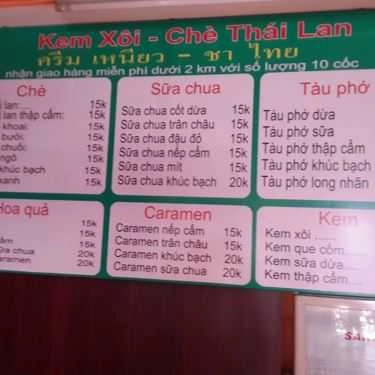 Kem Xôi - Chè Thái Lan
ครีม เหนียว - ชา ไทย
nhận giao hàng miễn phí dưới 2 km với số lượng 10 cốc
Chè
lan: 15k
lan thập cẩm: 15k
khoai: 15k
bưởi: 15k
chuối: 15k
ngô 15k
khúc bạch 15k
xanh 15k
Sữa chua
Sữa chua cốt dừa 15k
Sữa chua trân châu 15k
Sữa chua đậu đỏ 15k
Sữa chua nếp cẩm 15k
Sữa chua mít 15k
Sữa chua khúc bạch 20k
Tàu phớ
Tàu phớ dừa
Tàu phớ sữa
Tàu phớ thập cẩm
Tàu phớ khúc bạch
Tàu phớ long nhãn
Hoa quả
15k
15k
sữa chua 20k
caramen 20k
Caramen
Caramen nếp cẩm 15k
Caramen trân châu 15k
Caramen khúc bạch 20k
Caramen sữa chua 20k
Kem
Kem xôi ......
Kem que cốm.....
Kem sữa dừa....
Kem thập cẩm....